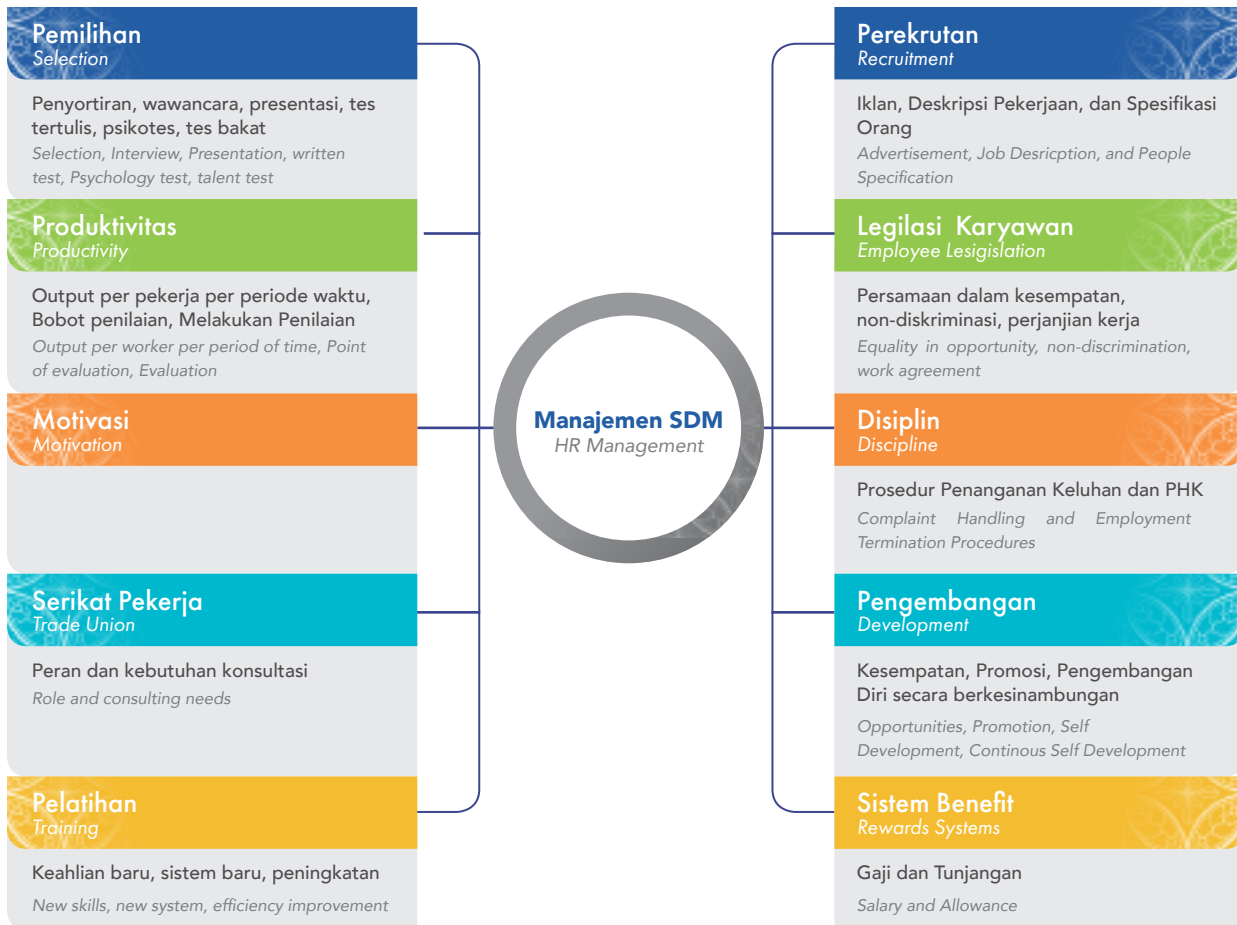 Pemilihan
Selection
Penyortiran, wawancara, presentasi, tes
tertulis, psikotes, tes bakat
Selection, Interview, Presentation, written
test, Psychology test, talent test
Produktivitas
Productivity
Output per pekerja per periode waktu,
Bobot penilaian, Melakukan Penilaian
Output per worker per period of time, Point
of evaluation, Evaluation
Motivasi
Motivation
Serikat Pekerja
Trade Union
Peran dan kebutuhan konsultasi
Role and consulting needs
Pelatihan
Training
Keahlian baru, sistem baru, peningkatan
New skills, new system, efficiency improvement
Manajemen SDM
HR Management
Perekrutan
Recruitment
Iklan, Deskripsi Pekerjaan, dan Spesifikasi
Orang
Advertisement, Job Desricption, and People
Specification
Legilasi Karyawan
Employee Lesigislation
Persamaan dalam kesempatan,
non-diskriminasi, perjanjian kerja
Equality in opportunity, non-discrimination,
work agreement
Disiplin
Discipline
Prosedur Penanganan Keluhan dan PHK
Complaint Handling and Employment
Termination Procedures
Pengembangan
Development
Kesempatan, Promosi, Pengembangan
Diri secara berkesinambungan
Opportunities, Promotion, Self
Development, Continous Self Development
Sistem Benefit
Rewards Systems
Gaji dan Tunjangan
Salary and Allowance